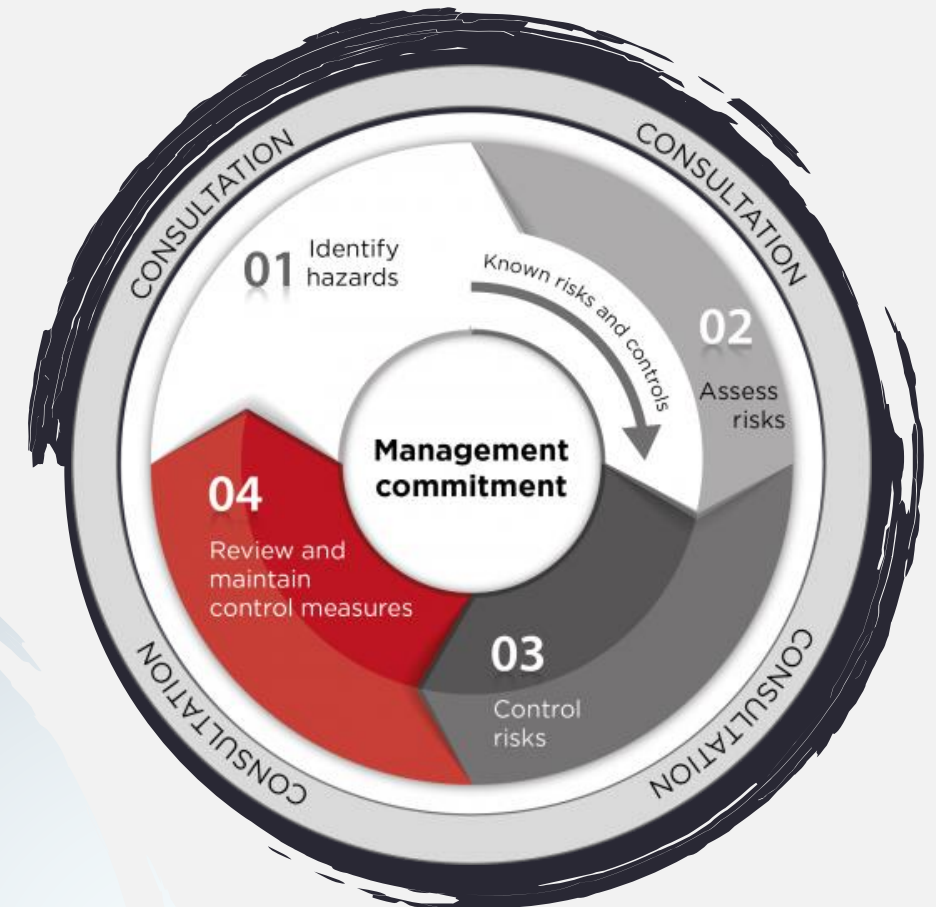 CONSULTATION
CONSULTATION
01
Identify
hazards
Known risks and controls
02
Assess
risks
Management
commitment
04
Review and
maintain
control measures
03
Control
risks
CONSULTATION
CONSULTATION